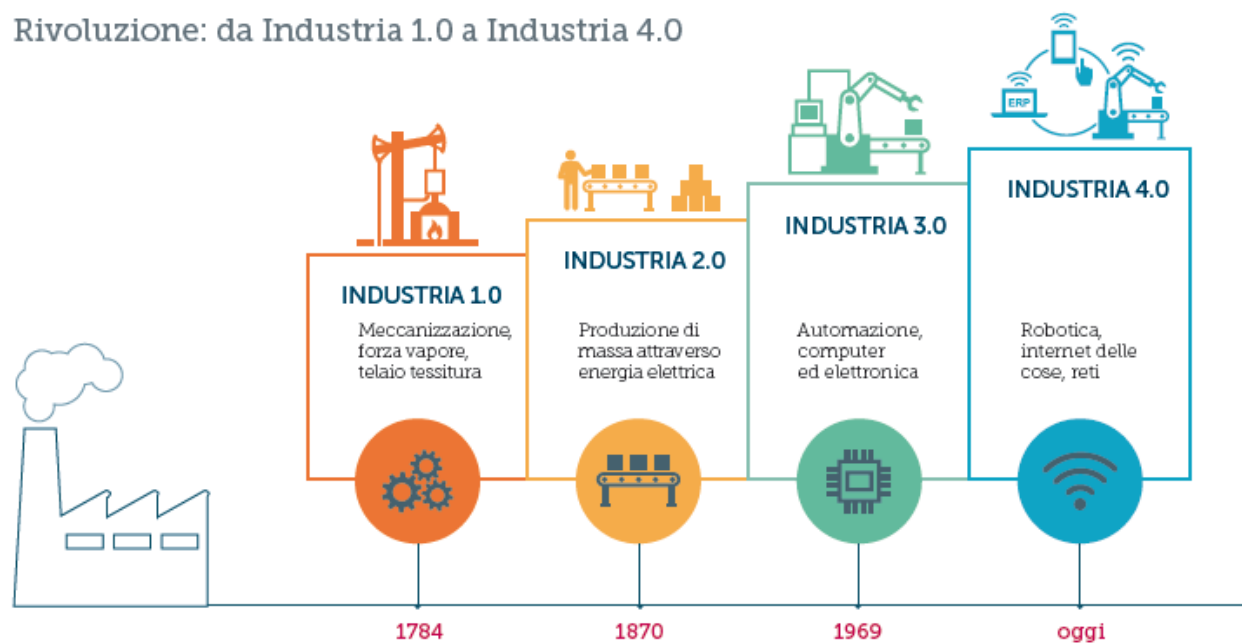 Rivoluzione: da Industria 1.0 a Industria 4.0
ERP
INDUSTRIA 1.0
Meccanizzazione,
forza vapore,
telaio tessitura
INDUSTRIA 2.0
Produzione di
massa attraverso
energia elettrica
INDUSTRIA 3.0
Automazione,
computer
ed elettronica
INDUSTRIA 4.0
Robotica,
internet delle
cose, reti
1784
1870
1969
oggi